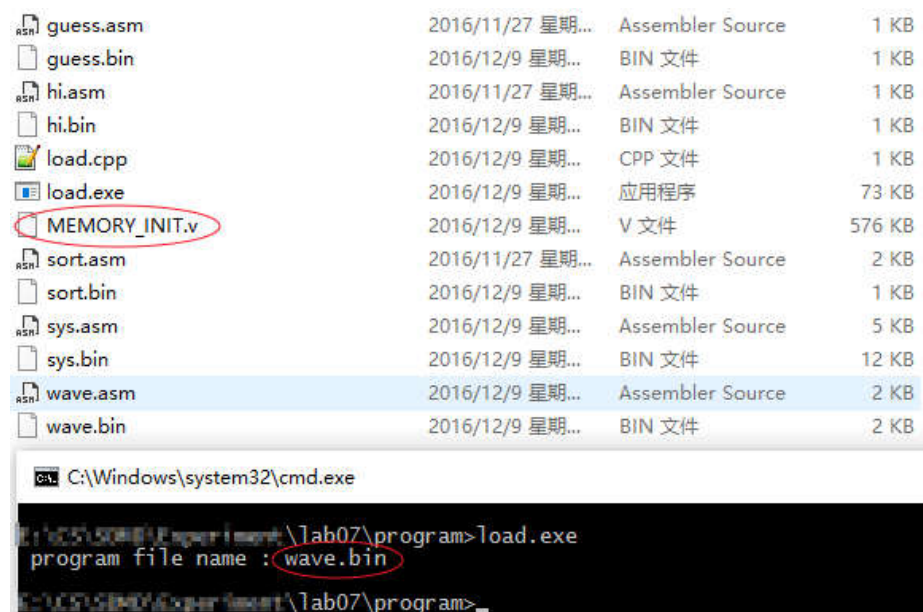 guess.asm 2016/11/27 星期... Assembler Source 1 KB
guess.bin 2016/12/9 星期... BIN 文件 1 KB
hi.asm 2016/11/27 星期... Assembler Source 1 KB
hi.bin 2016/12/9 星期... BIN 文件 1 KB
load.cpp 2016/12/9 星期... CPP 文件 1 KB
load.exe 2016/12/9 星期... 应用程序 73 KB
MEMORY_INIT.v 2016/12/9 星期... V 文件 576 KB
sort.asm 2016/11/27 星期... Assembler Source 2 KB
sort.bin 2016/12/9 星期... BIN 文件 1 KB
sys.asm 2016/12/9 星期... Assembler Source 5 KB
sys.bin 2016/12/9 星期... BIN 文件 12 KB
wave.asm 2016/12/9 星期... Assembler Source 2 KB
wave.bin 2016/12/9 星期... BIN 文件 2 KB
C:\Windows\system32\cmd.exe
\lab07\program>load.exe
program file name : wave.bin
\lab07\program>_